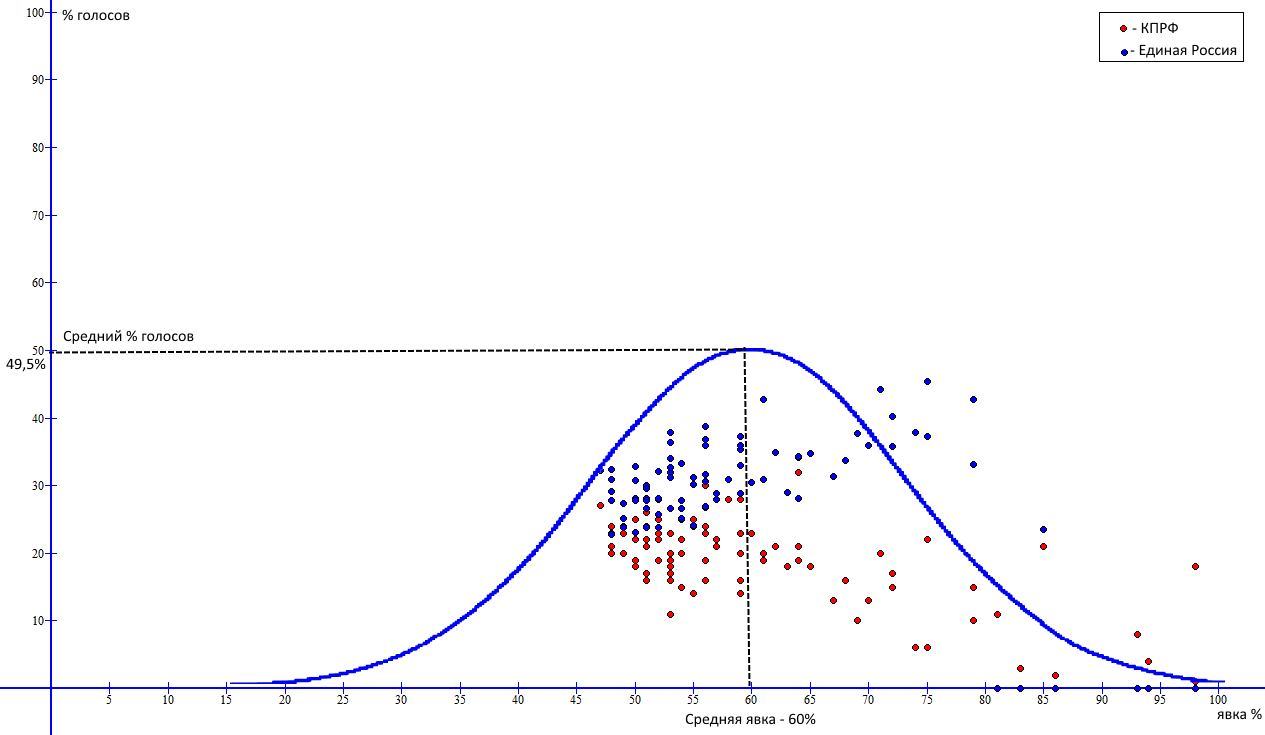 100
% голосов
- КПРФ
- Единая Россия
90
80
70
60
Средний % голосов
50
49,5%
40
30
20
10
5 10 15 20 25 30 35 40 45 50 55 60 65 70 75 80 85 90 95 100
явка %
Средняя явка - 60%